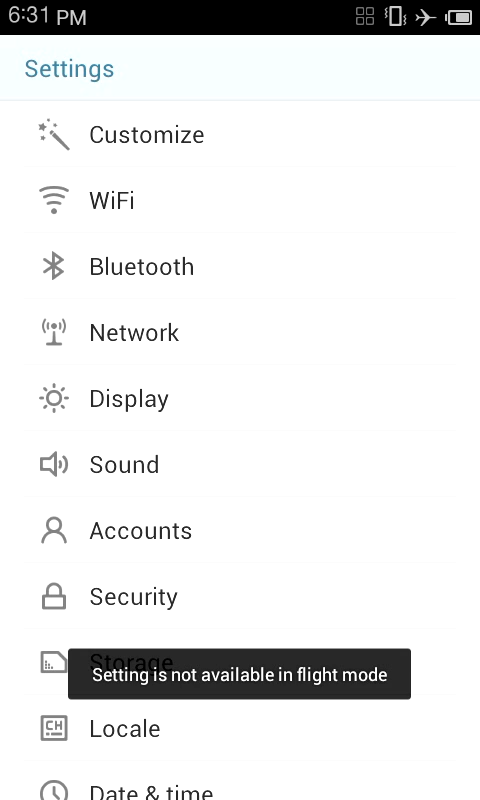 6:31 PM
Settings
Customize
WiFi
Bluetooth
Network
Display
Sound
Accounts
Security
Storage
Setting is not available in flight mode
CH
Locale
Date & time